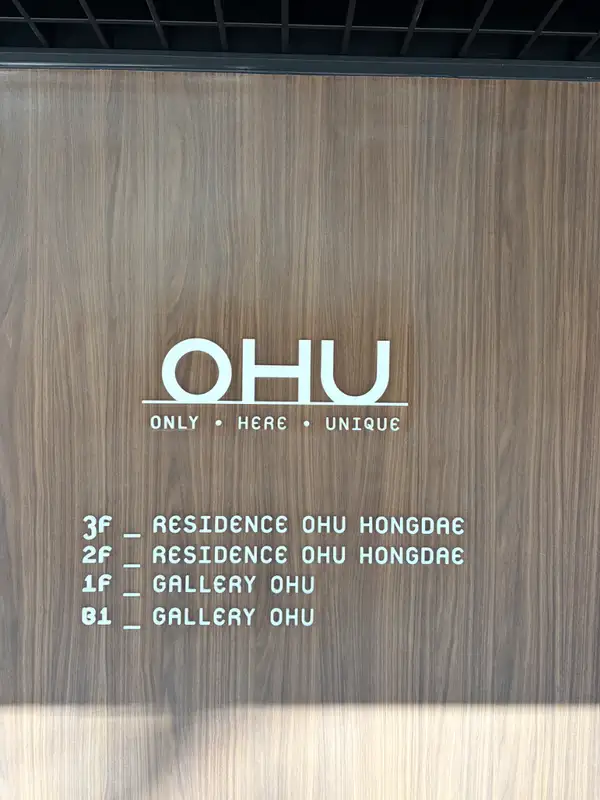 OHU
ONLY • HERE • UNIQUE
3F _ RESIDENCE OHU HONGDAE
2F _ RESIDENCE OHU HONGDAE
1F _ GALLERY OHU
B1 _ GALLERY OHU